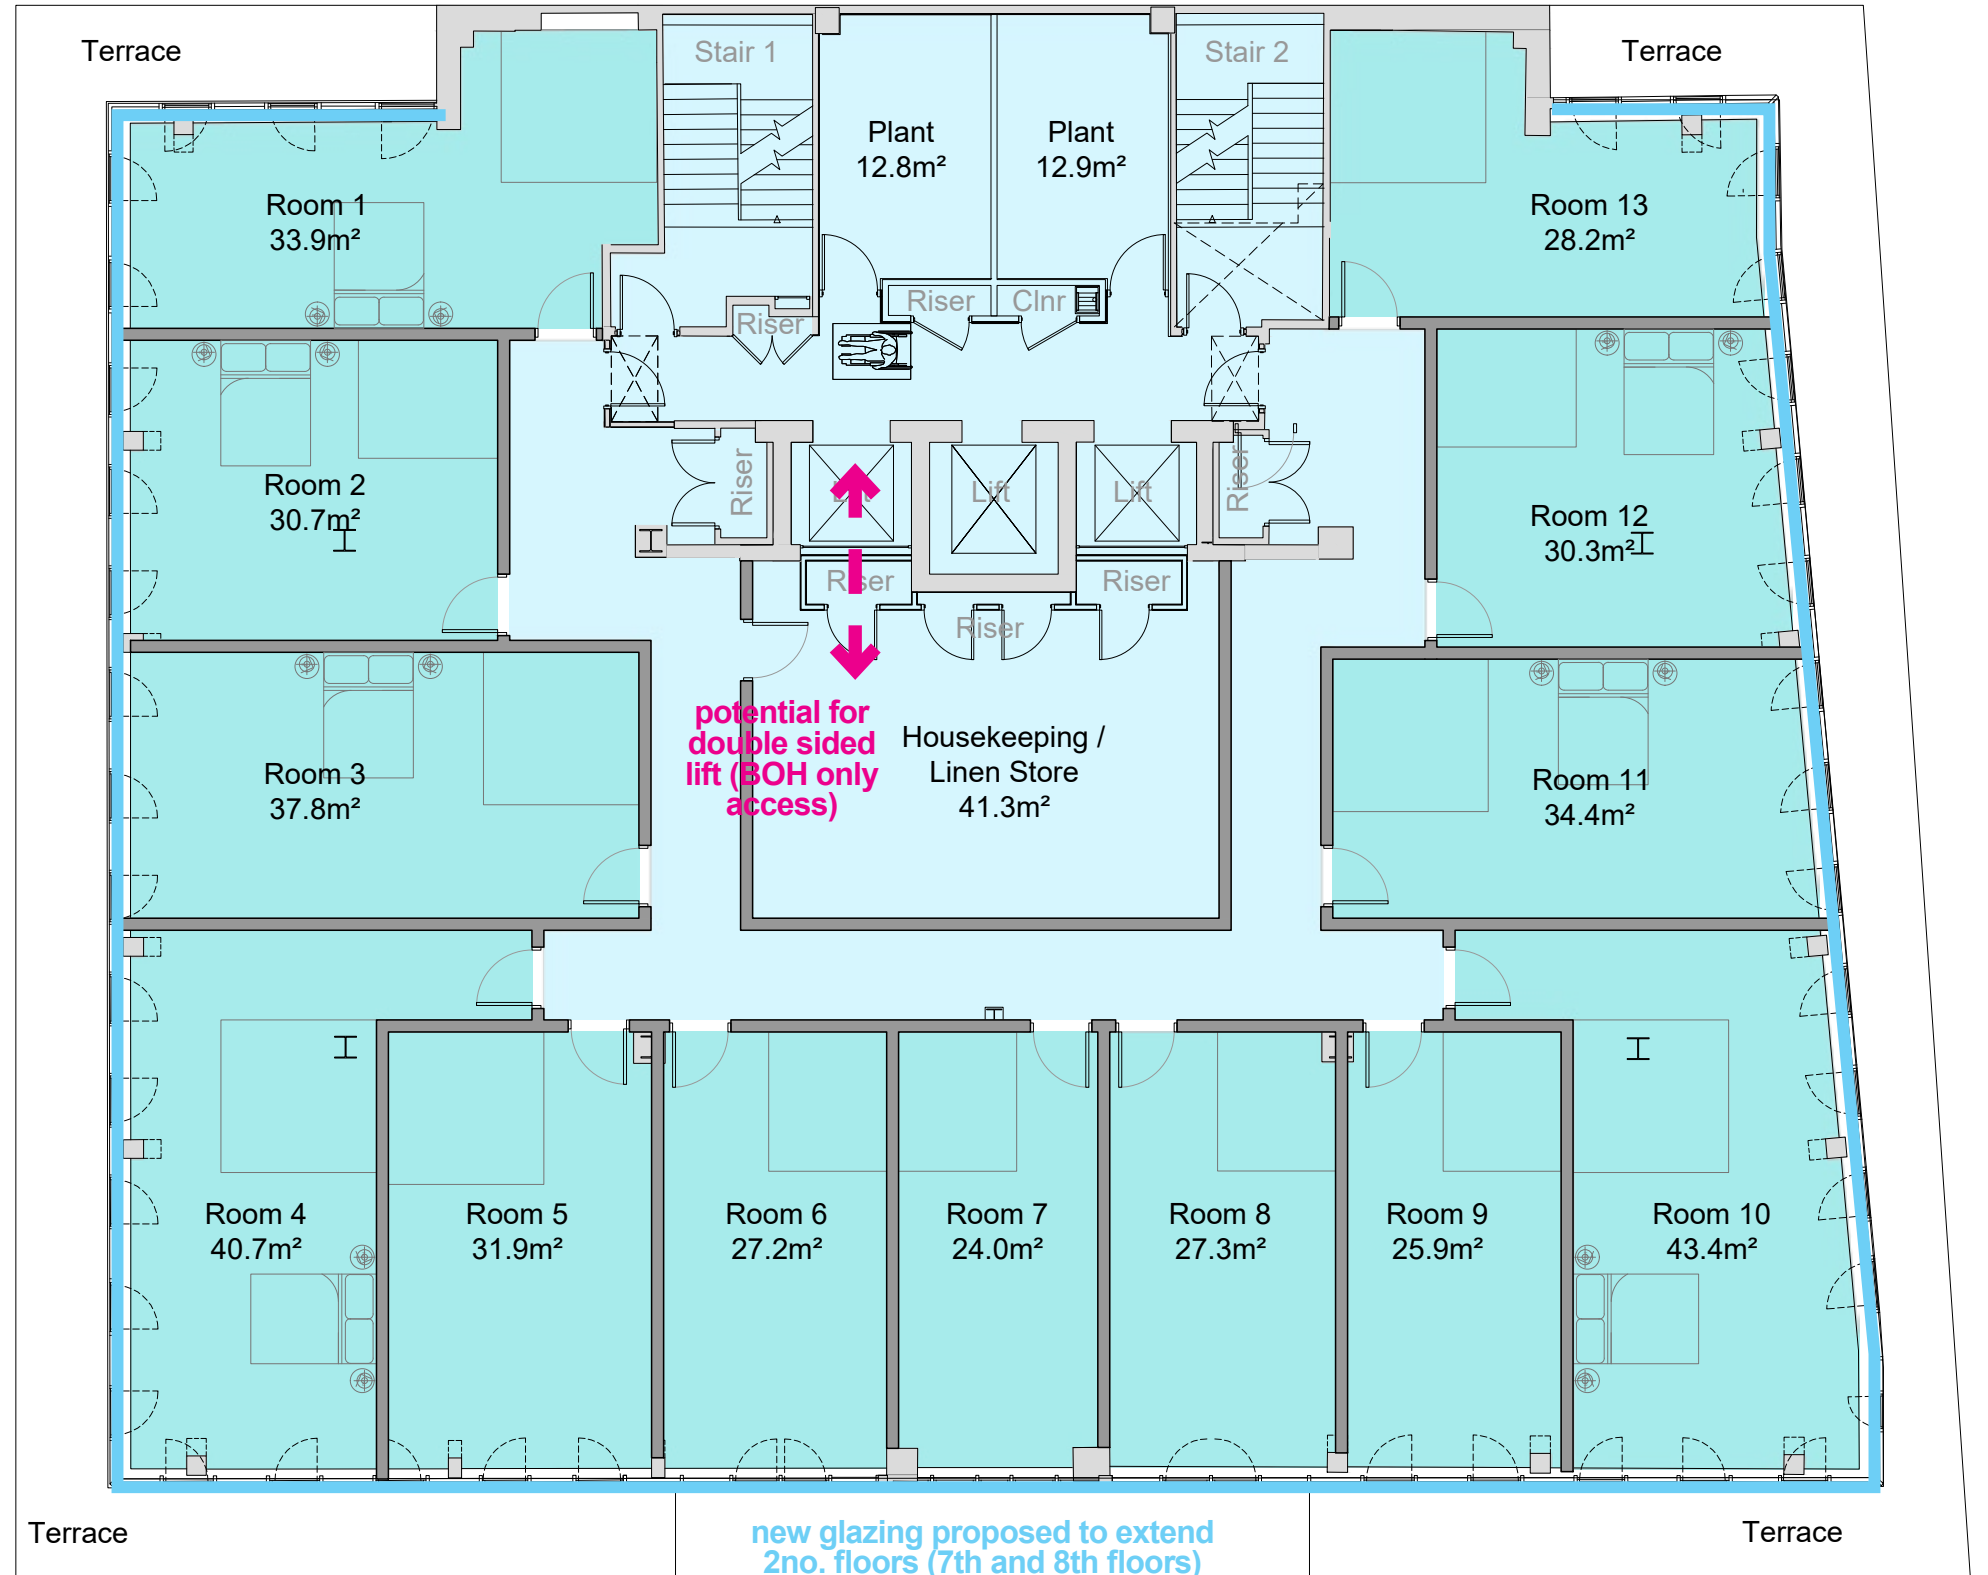 Terrace
Stair 1
Stair 2
Terrace
Plant
12.8m²
Plant
12.9m²
Room 1
33.9m²
Room 13
28.2m²
Riser
Riser
Clnr
Riser
Lift
Lift
Lift
Riser
Room 2
30.7m²
Room 12
30.3m²
Riser
Riser
Riser
potential for
double sided
lift (BOH only
access)
Housekeeping /
Linen Store
41.3m²
Room 3
37.8m²
Room 11
34.4m²
Room 4
40.7m²
Room 5
31.9m²
Room 6
27.2m²
Room 7
24.0m²
Room 8
27.3m²
Room 9
25.9m²
Room 10
43.4m²
Terrace
new glazing proposed to extend
2no. floors (7th and 8th floors)
Terrace